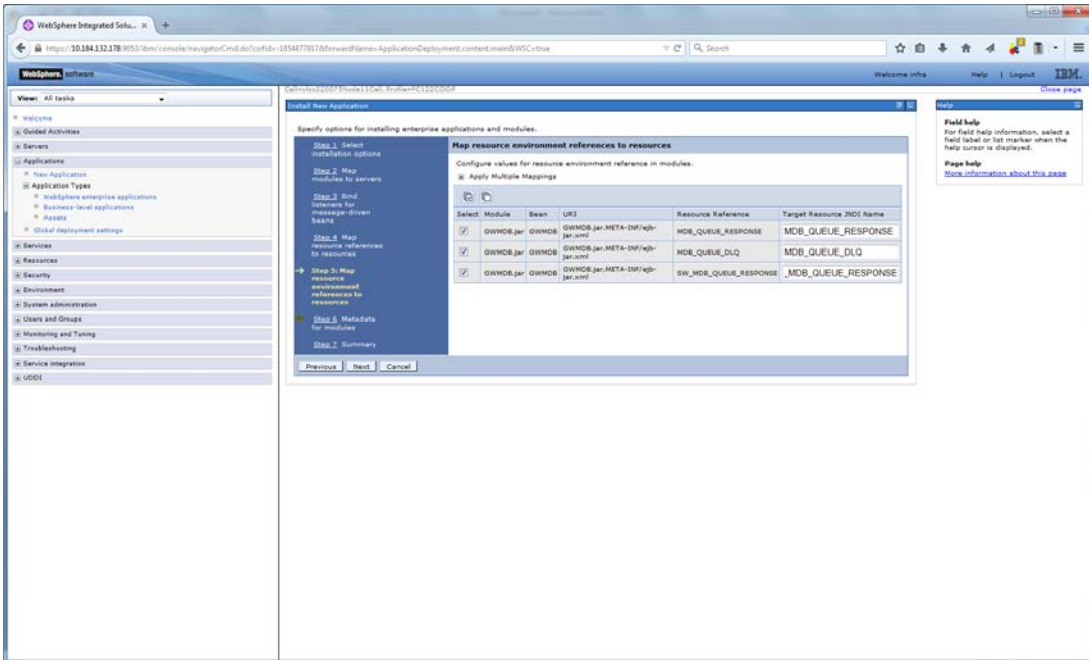 WebSphere Integrated Solu...
https://10.184.132.178:9053/ibm/console/navigatorCmd.do?
Search
WebSphere. software
Welcome infra
Help | Logout
IBM.
View: All tasks
Close page
Welcome
Guided Activities
Servers
Applications
New Application
Application Types
WebSphere enterprise applications
Business-level applications
Assets
Global deployment settings
Services
Resources
Security
Environment
System administration
Users and Groups
Monitoring and Tuning
Troubleshooting
Service integration
UDDI
Install New Application
Specify options for installing enterprise applications and modules.
Step 1 Select
installation options
Step 2 Map
modules to servers
Step 3 Bind
listeners for
message-driven
beans
Step 4 Map
resource references
to resources
Step 5: Map
resource
environment
references to
resources
Step 6 Metadata
for modules
Step 7 Summary
Map resource environment references to resources
Configure values for resource environment reference in modules.
Apply Multiple Mappings
Select Module Bean URI Resource Reference Target Resource JNDI Name
GWMDB.jar GWMDB GWMDB.jar,META-INF/ejb-
jar.xml MDB_QUEUE_RESPONSE MDB_QUEUE_RESPONSE
GWMDB.jar GWMDB GWMDB.jar,META-INF/ejb-
jar.xml MDB_QUEUE_DLQ MDB_QUEUE_DLQ
GWMDB.jar GWMDB GWMDB.jar,META-INF/ejb-
jar.xml SW_MDB_QUEUE_RESPONSE _MDB_QUEUE_RESPONSE
Previous Next Cancel
Help
Field help
For field help information, select a
field label or list marker when the
help cursor is displayed.
Page help
More information about this page